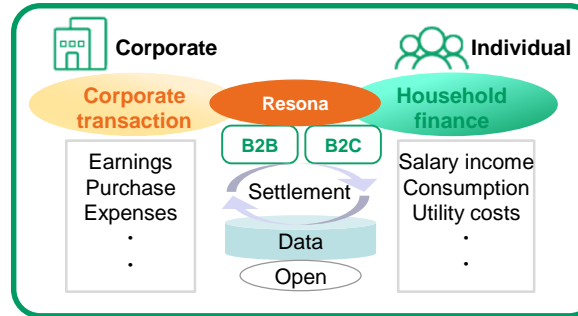 Corporate
Individual
Corporate
transaction
Resona
Household
finance
B2B
B2C
Earnings
Purchase
Expenses
・
・
Settlement
Data
Open
Salary income
Consumption
Utility costs
・
・